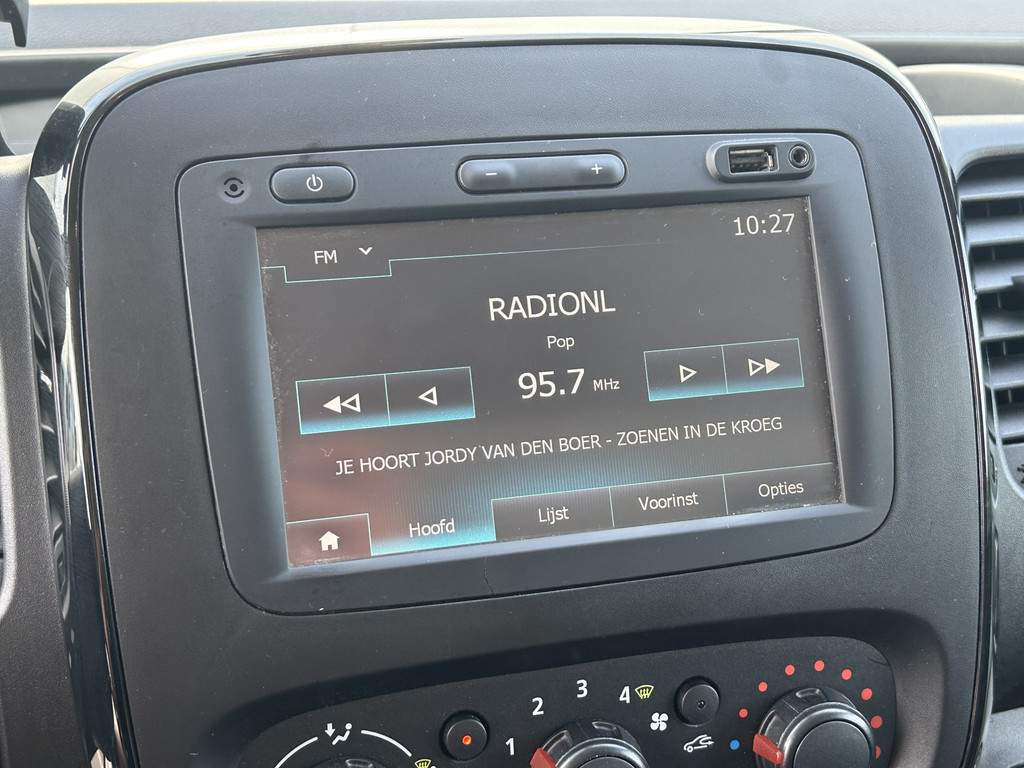 10:27
FM
RADIONL
Pop
95.7 MHz
JE HOORT JORDY VAN DEN BOER - ZOENEN IN DE KROEG
Hoofd Lijst Voorinst Opties
1 2 3 4